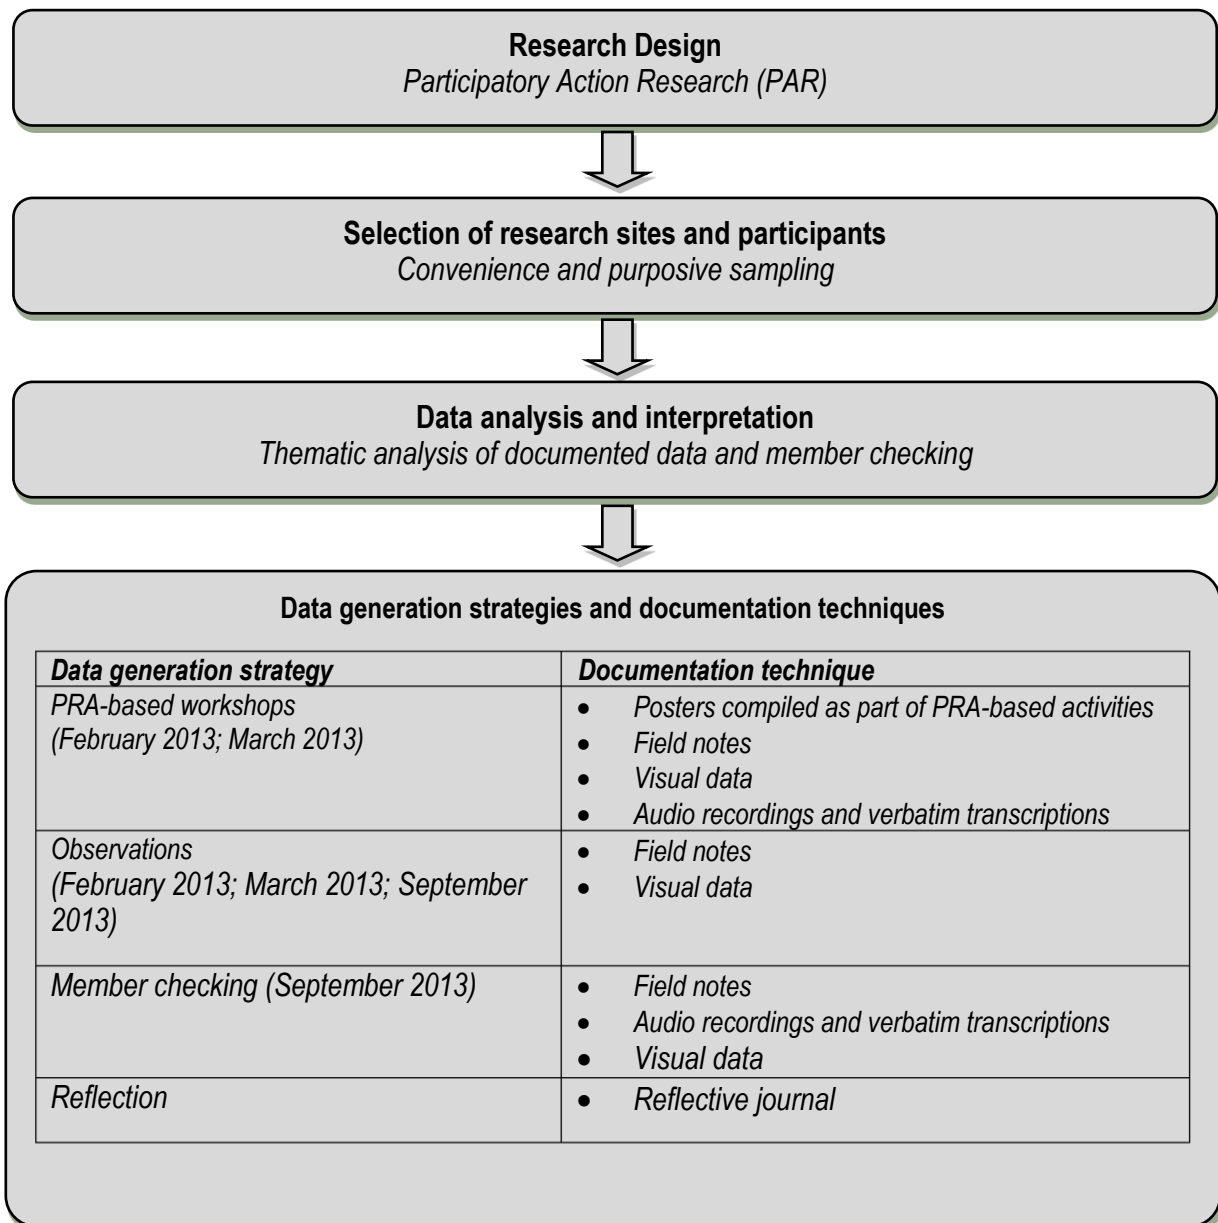 Research Design
Participatory Action Research (PAR)
Selection of research sites and participants
Convenience and purposive sampling
Data analysis and interpretation
Thematic analysis of documented data and member checking
Data generation strategies and documentation techniques
Data generation strategy
Documentation technique
PRA-based workshops
(February 2013; March 2013)
• Posters compiled as part of PRA-based activities
• Field notes
• Visual data
• Audio recordings and verbatim transcriptions
Observations
(February 2013; March 2013; September
2013)
• Field notes
• Visual data
Member checking (September 2013)
• Field notes
• Audio recordings and verbatim transcriptions
• Visual data
Reflection
• Reflective journal